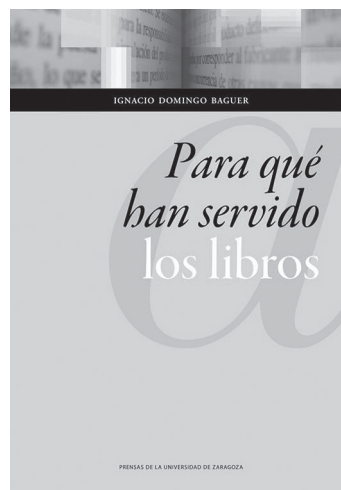 IGNACIO DOMINGO BAGUER
Para qué
han servido
los libros
PRENSAS DE LA UNIVERSIDAD DE ZARAGOZA